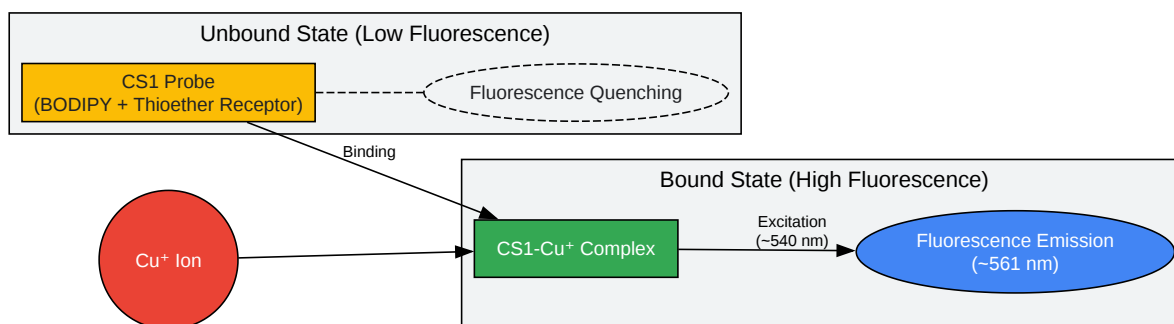 Unbound State (Low Fluorescence)
CS1 Probe
(BODIPY + Thioether Receptor)
Fluorescence Quenching
Binding
Bound State (High Fluorescence)
Cu⁺ Ion
CS1-Cu⁺ Complex
Excitation
(~540 nm)
Fluorescence Emission
(~561 nm)